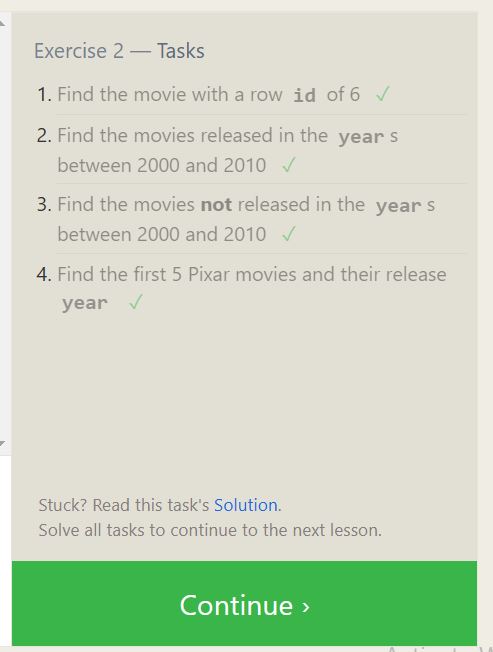 Exercise 2 — Tasks
1. Find the movie with a row id of 6 ✓
2. Find the movies released in the year s
between 2000 and 2010 ✓
3. Find the movies not released in the year s
between 2000 and 2010 ✓
4. Find the first 5 Pixar movies and their release
year ✓
Stuck? Read this task's Solution.
Solve all tasks to continue to the next lesson.
Continue ›